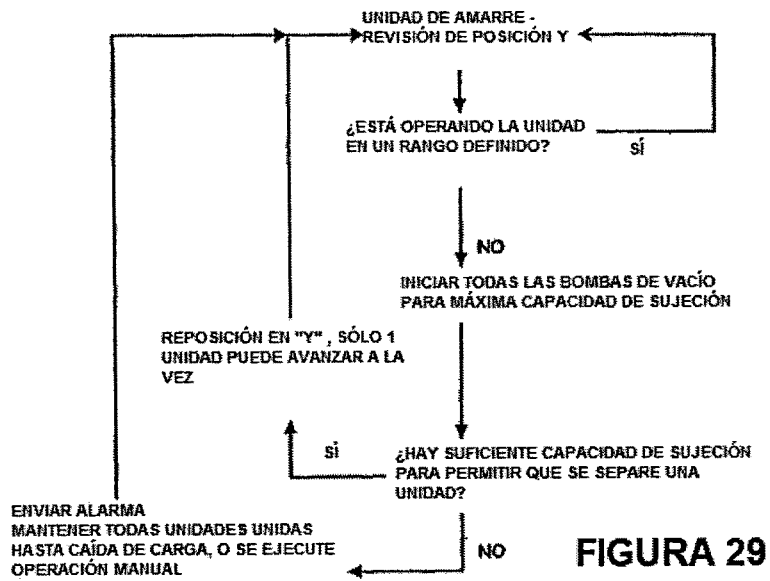 UNIDAD DE AMARRE -
REVISIÓN DE POSICIÓN Y
¿ESTÁ OPERANDO LA UNIDAD
EN UN RANGO DEFINIDO?
SÍ
NO
INICIAR TODAS LAS BOMBAS DE VACÍO
PARA MÁXIMA CAPACIDAD DE SUJECIÓN
REPOSICIÓN EN "Y" , SÓLO 1
UNIDAD PUEDE AVANZAR A LA
VEZ
SÍ
¿HAY SUFICIENTE CAPACIDAD DE SUJECIÓN
PARA PERMITIR QUE SE SEPARE UNA
UNIDAD?
ENVIAR ALARMA
MANTENER TODAS UNIDADES UNIDAS
HASTA CAÍDA DE CARGA, O SE EJECUTE
OPERACIÓN MANUAL
NO
FIGURA 29